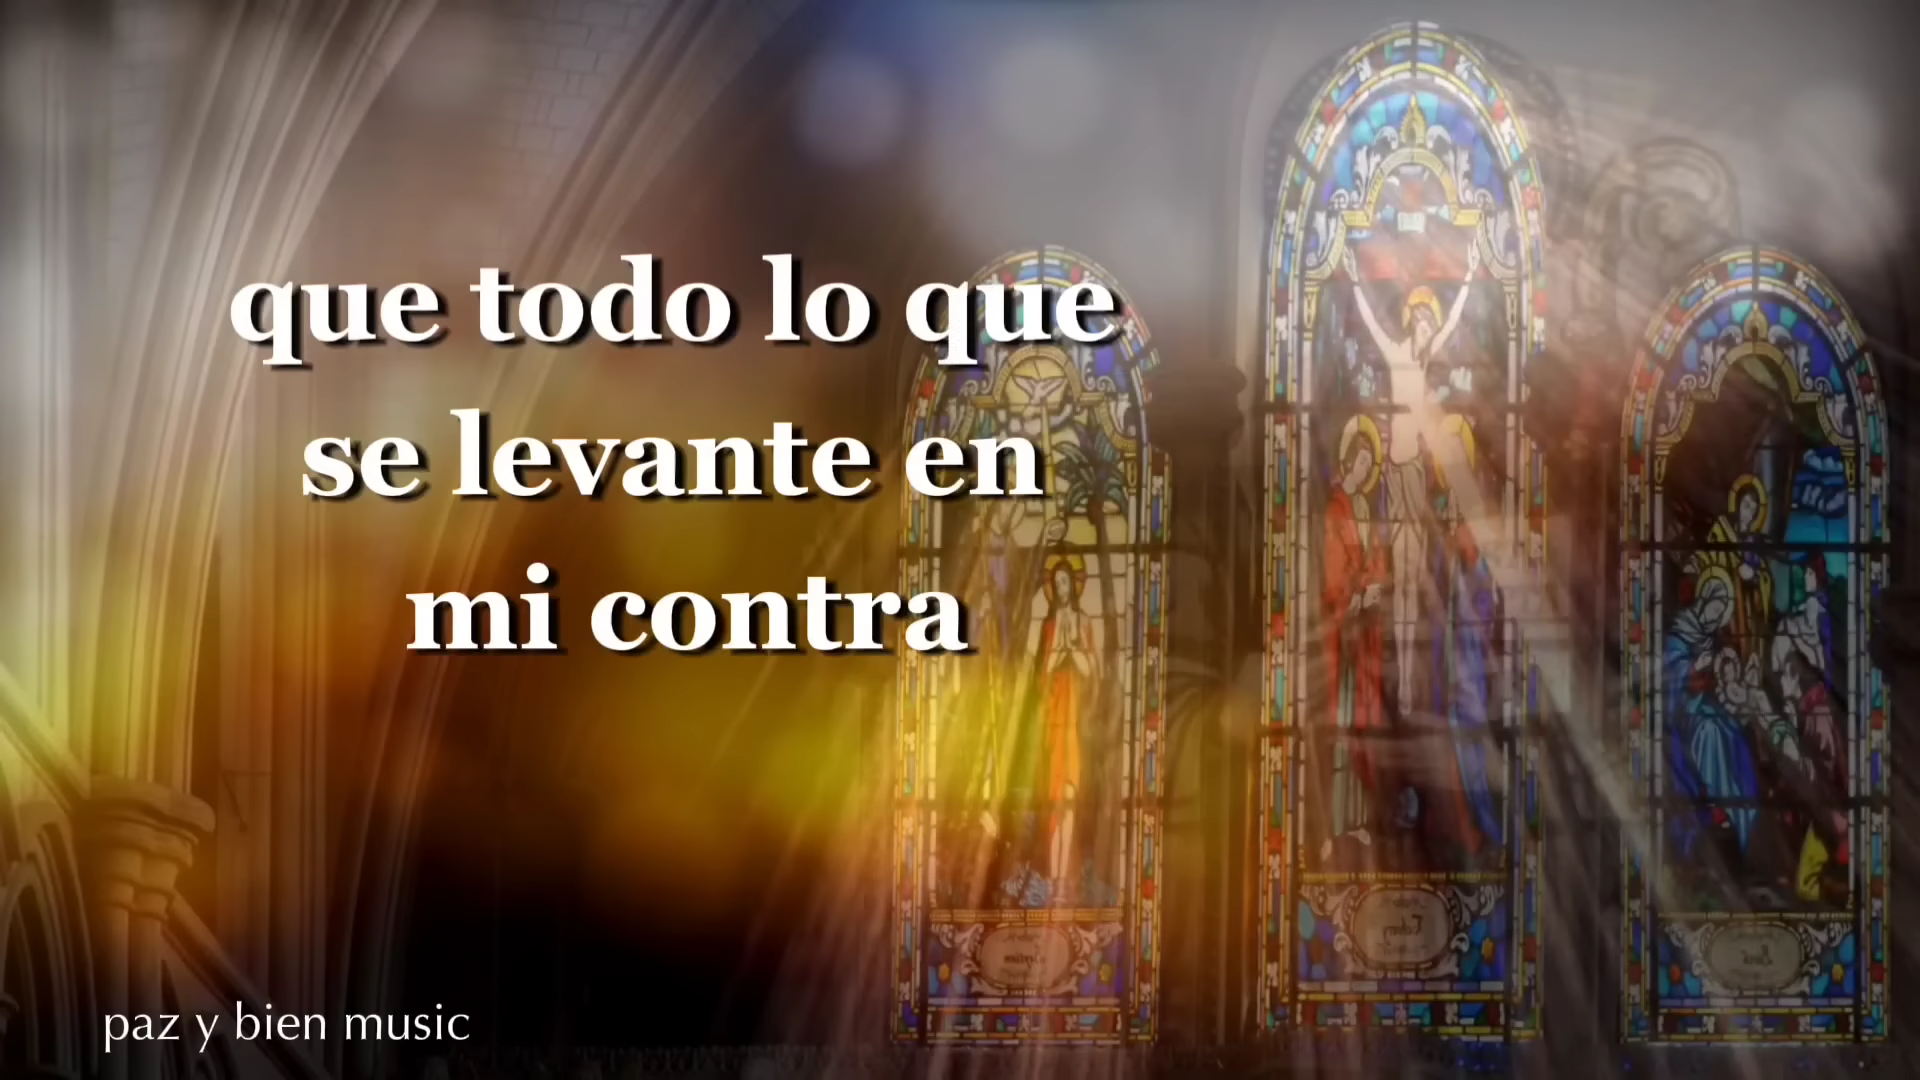 que todo lo que
se levante en
mi contra
paz y bien music